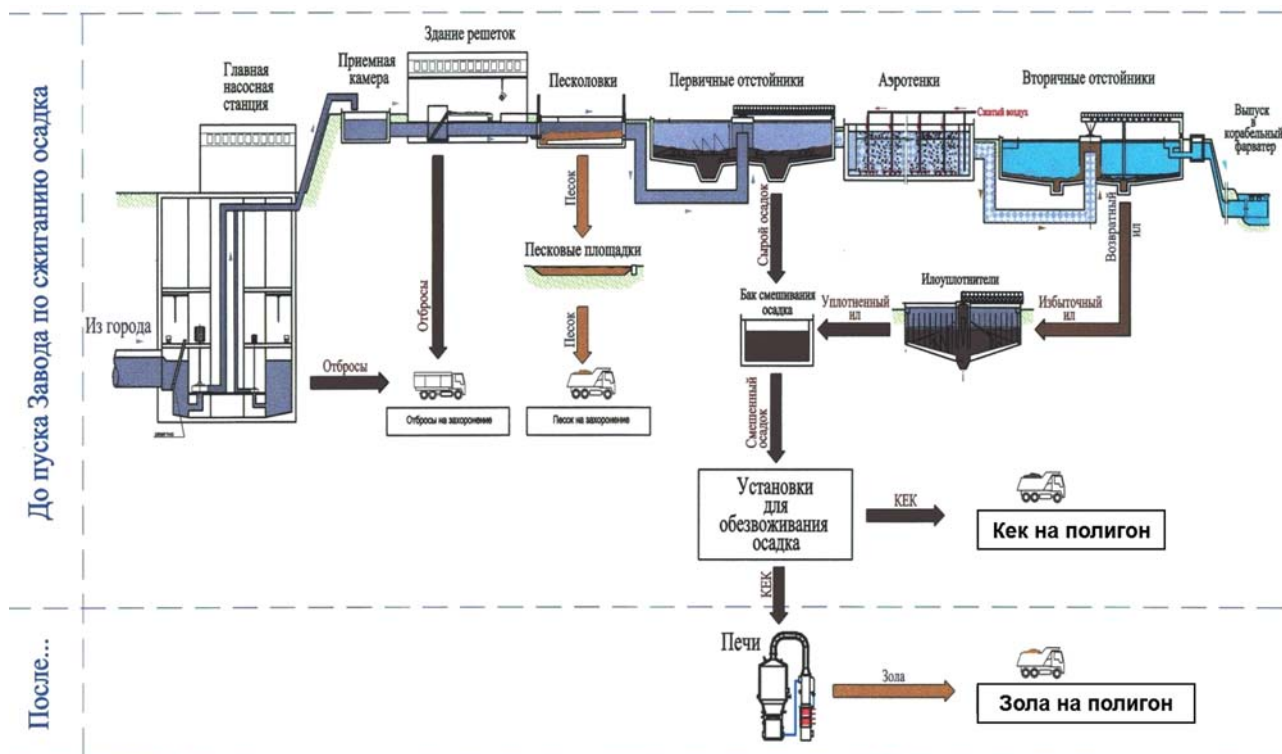 До пуска Завода по сжиганию осадка
Главная
насосная
станция
Приемная
камера
Здание решеток
Песколовки
Первичные отстойники
Аэротенки
Вторичные отстойники
Сжатый воздух
Выпуск
в
корабельный
фарватер
Из города
Отбросы
Отбросы
Отбросы на захоронение
Песок
Песковые площадки
Песок
Песок на захоронение
Сырой осадок
Бак смешивания
осадка
Уплотненный
ил
Илоуплотнители
Избыточный
ил
Возвратный
ил
Смешенный
осадок
Установки
для
обезвоживания
осадка
КЕК
Кек на полигон
КЕК
После...
Печи
Зола
Зола на полигон